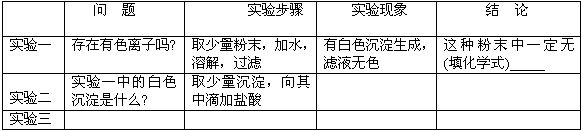 问 题 实验步骤 实验现象 结 论
实验一 存在有色离子吗? 取少量粉末，加水，溶解，过滤 有白色沉淀生成，滤液无色 这种粉末中一定无(填化学式)_____
实验二 实验一中的白色沉淀是什么? 取少量沉淀，向其中滴加盐酸
实验三